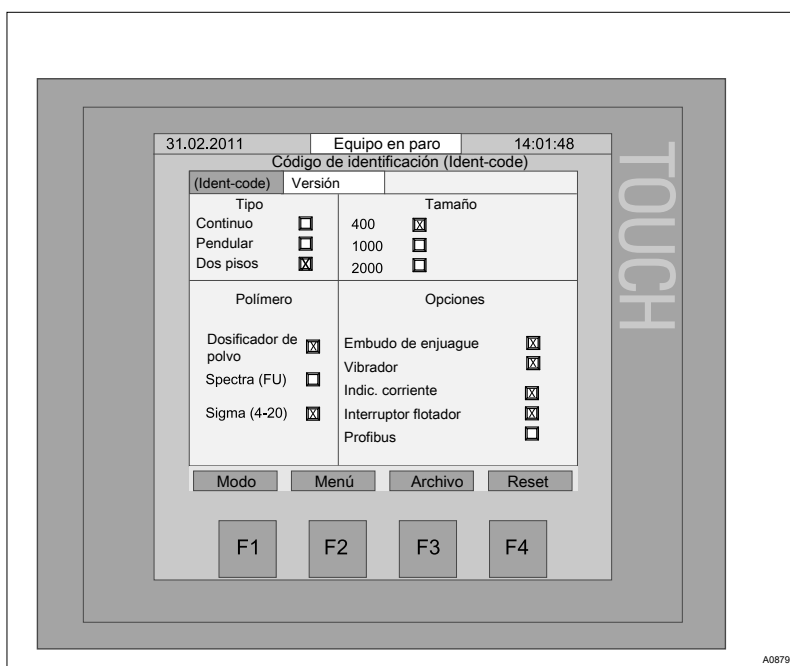 31.02.2011 Equipo en paro 14:01:48
Código de identificación (Ident-code)
(Ident-code) Versión
Tipo
Continuo
Pendular
Dos pisos
Tamaño
400
1000
2000
Polímero
Dosificador de
polvo
Spectra (FU)
Sigma (4-20)
Opciones
Embudo de enjuague
Vibrador
Indic. corriente
Interruptor flotador
Profibus
Modo Menú Archivo Reset
F1 F2 F3 F4
TOUCH
A0879